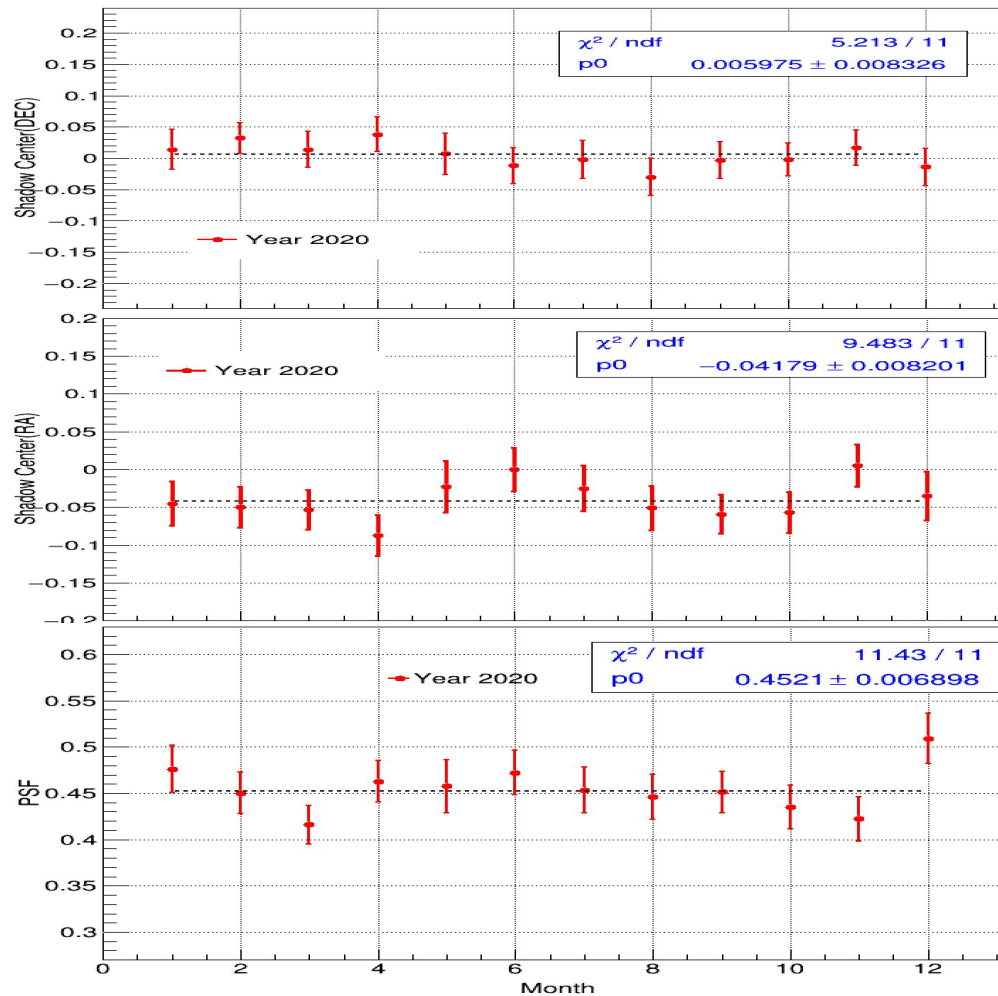 0.2
0.15
0.1
0.05
0
−0.05
−0.1
−0.15
−0.2
Shadow Center(DEC)
χ² / ndf 5.213 / 11
p0 0.005975 ± 0.008326
Year 2020
0.2
0.15
0.1
0.05
0
−0.05
−0.1
−0.15
−0.2
Shadow Center(RA)
χ² / ndf 9.483 / 11
p0 −0.04179 ± 0.008201
Year 2020
0.6
0.55
0.5
0.45
0.4
0.35
0.3
PSF
χ² / ndf 11.43 / 11
p0 0.4521 ± 0.006898
Year 2020
0 2 4 6 8 10 12
Month